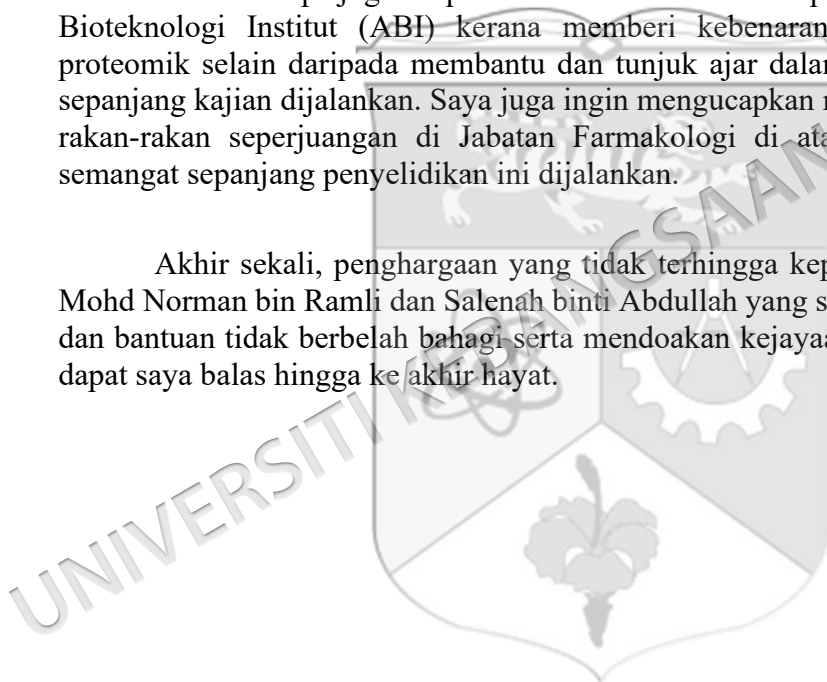 Bioteknologi Institut (ABI) kerana memberi kebenaran
proteomik selain daripada membantu dan tunjuk ajar dalam
sepanjang kajian dijalankan. Saya juga ingin mengucapkan
rakan-rakan seperjuangan di Jabatan Farmakologi di
semangat sepanjang penyelidikan ini dijalankan.
Akhir sekali, penghargaan yang tidak terhingga
Mohd Norman bin Ramli dan Salenah binti Abdullah yang
dan bantuan tidak berbelah bahagi serta mendoakan
dapat saya balas hingga ke akhir hayat.
UNIVERSITI KEBANGSAAN